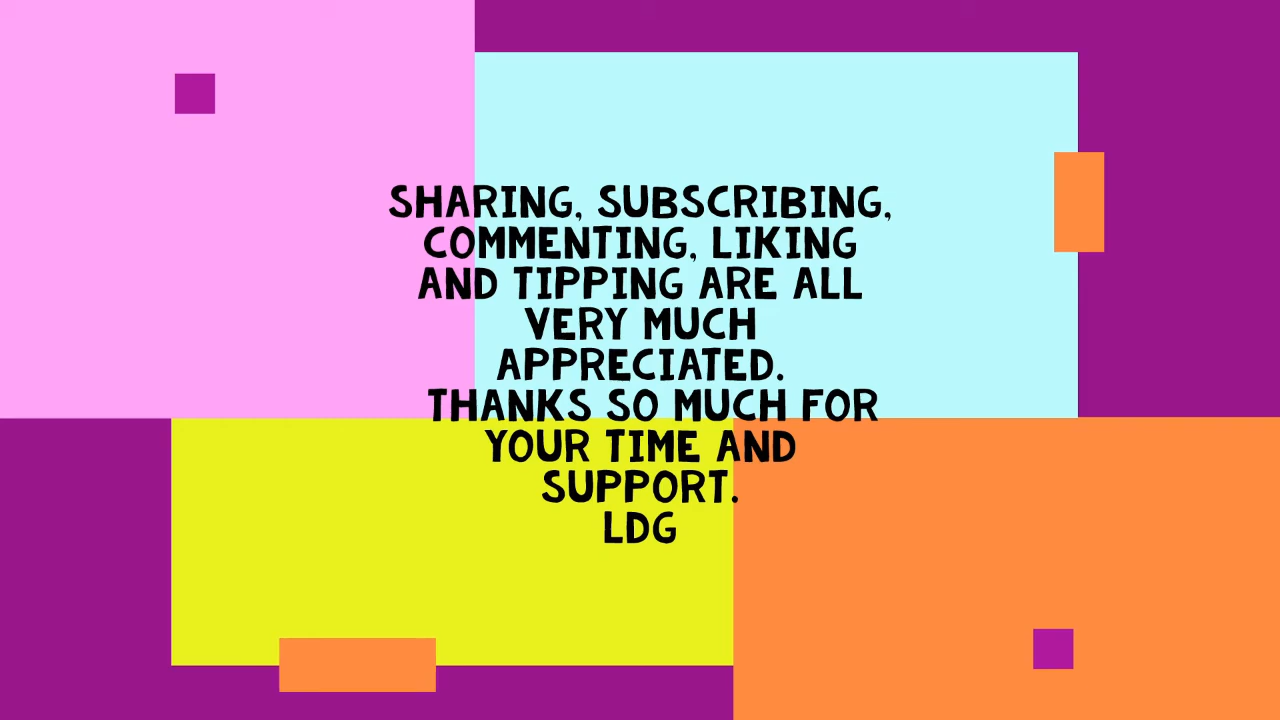 SHARING, SUBSCRIBING,
COMMENTING, LIKING
AND TIPPING ARE ALL
VERY MUCH
APPRECIATED.
THANKS SO MUCH FOR
YOUR TIME AND
SUPPORT.
LDG